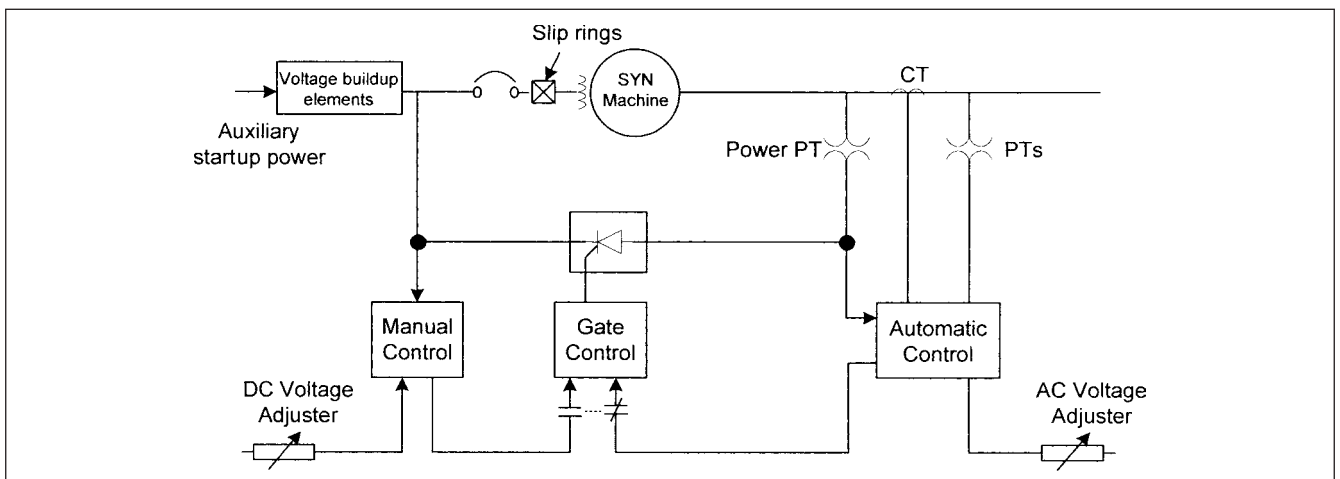 Slip rings
Voltage buildup
elements
SYN
Machine
CT
Auxiliary
startup power
Power PT
PTs
Manual
Control
Gate
Control
Automatic
Control
DC Voltage
Adjuster
AC Voltage
Adjuster